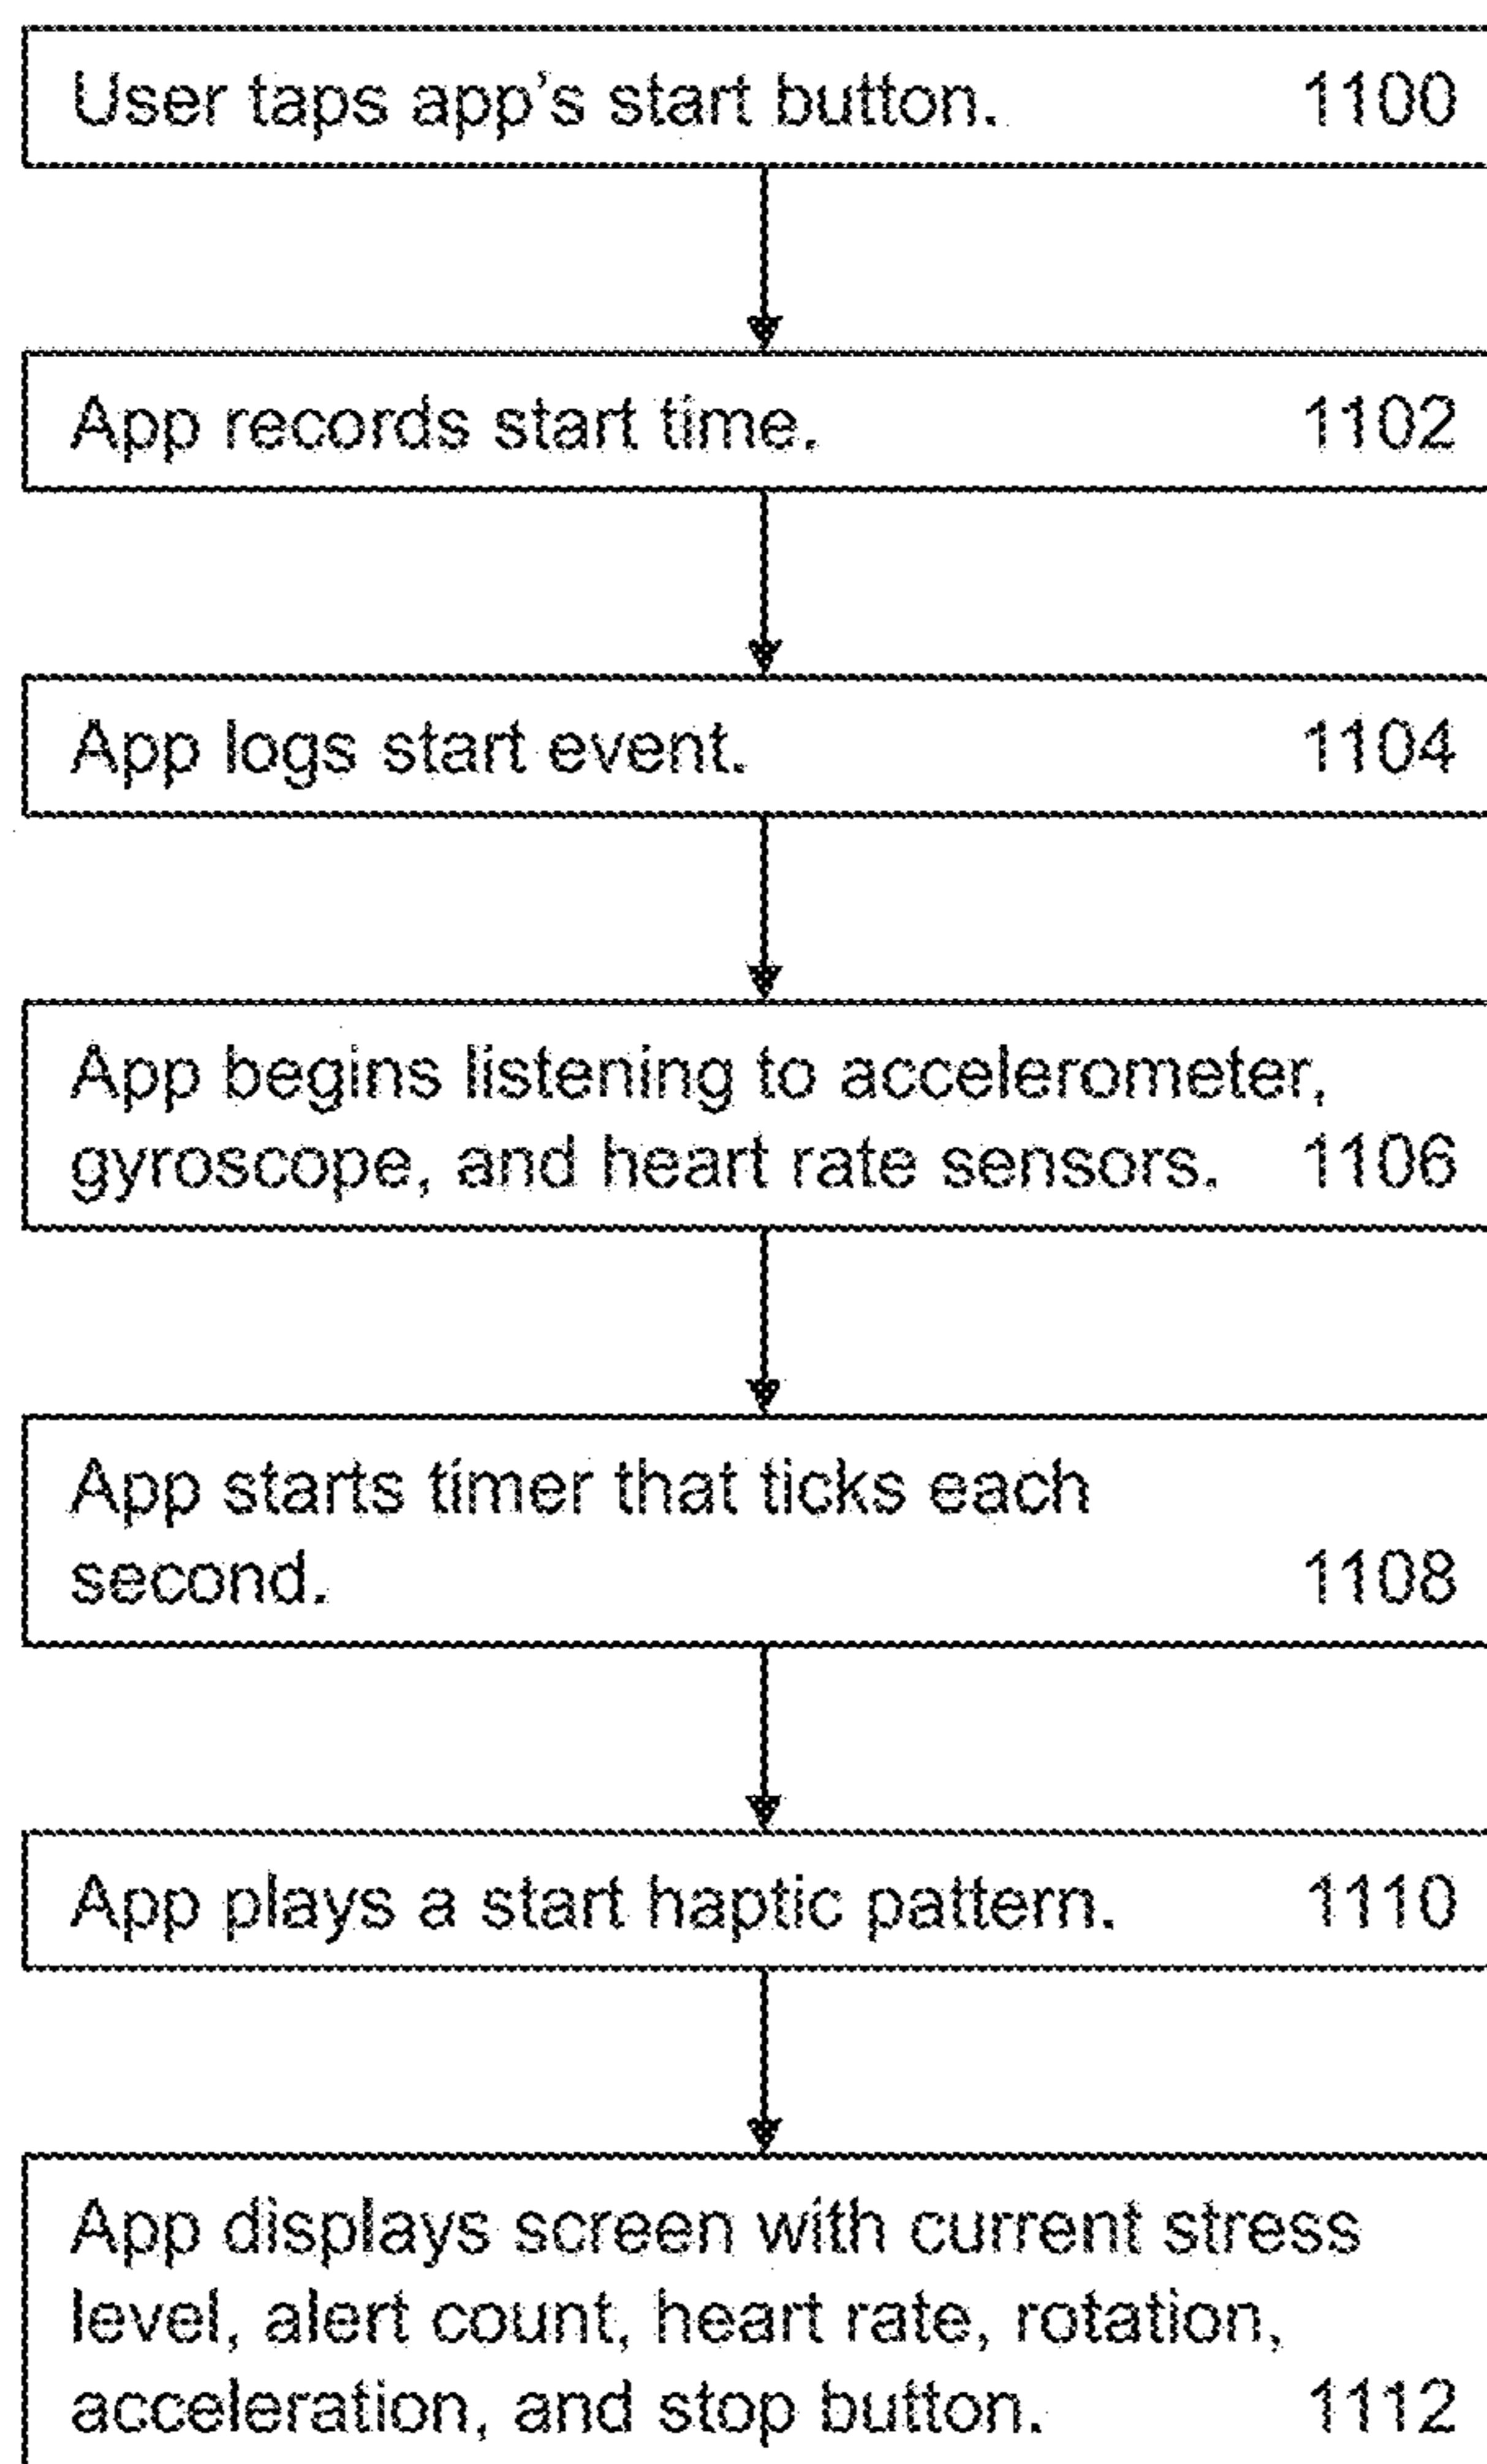 User taps app's start button. 1100
App records start time. 1102
App logs start event. 1104
App begins listening to accelerometer,
gyroscope, and heart rate sensors. 1106
App starts timer that ticks each
second. 1108
App plays a start haptic pattern. 1110
App displays screen with current stress
level, alert count, heart rate, rotation,
acceleration, and stop button. 1112